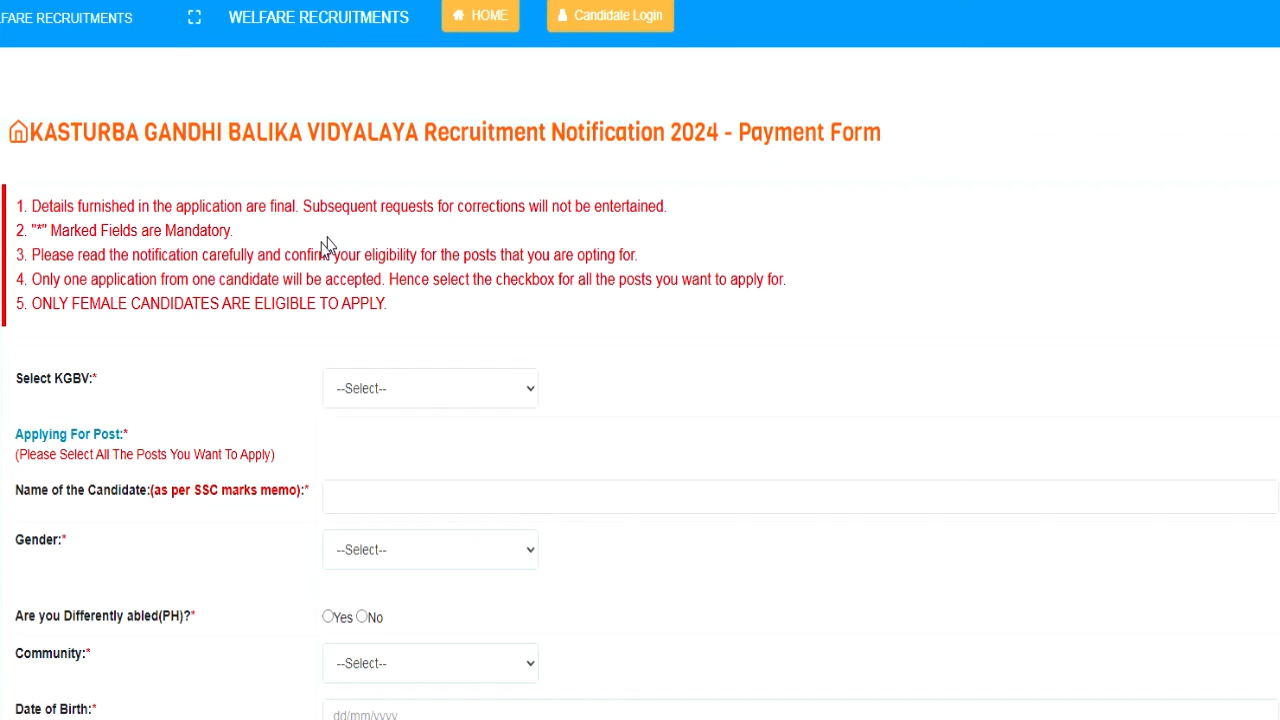 FARE RECRUITMENTS
WELFARE RECRUITMENTS
HOME
Candidate Login
KASTURBA GANDHI BALIKA VIDYALAYA Recruitment Notification 2024 - Payment Form
1. Details furnished in the application are final. Subsequent requests for corrections will not be entertained.
2. "*" Marked Fields are Mandatory.
3. Please read the notification carefully and confirm your eligibility for the posts that you are opting for.
4. Only one application from one candidate will be accepted. Hence select the checkbox for all the posts you want to apply for.
5. ONLY FEMALE CANDIDATES ARE ELIGIBLE TO APPLY.
Select KGBV:*
--Select--
Applying For Post:*
(Please Select All The Posts You Want To Apply)
Name of the Candidate:(as per SSC marks memo):*
Gender:*
--Select--
Are you Differently abled(PH)?*
Yes No
Community:*
--Select--
Date of Birth:*
dd/mm/yyyy